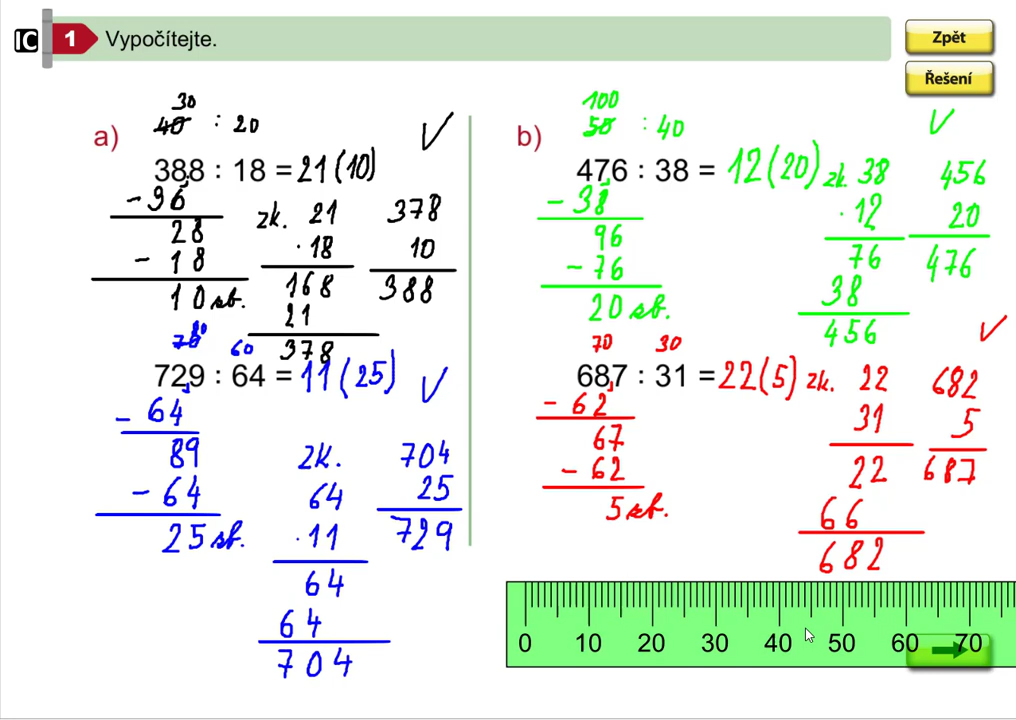 1 Vypočítejte.
Zpět
Řešení
a)
30
40 : 20
388 : 18 = 21 (10)
- 36
28
- 18
10 zb.
zk. 21
· 18
168
21
378
378
10
388
70 80 60
729 : 64 = 11 (25)
- 64
89
- 64
25 zb.
zk.
64
· 11
64
64
704
704
25
729
b)
100
50 : 40
476 : 38 = 12 (20)
- 38
96
- 76
20 zb.
zk. 38
· 12
76
38
456
456
20
476
70 30
687 : 31 = 22 (5)
- 62
67
- 62
5 zb.
zk. 22
31
22
66
682
682
5
687
0 10 20 30 40 50 60 70